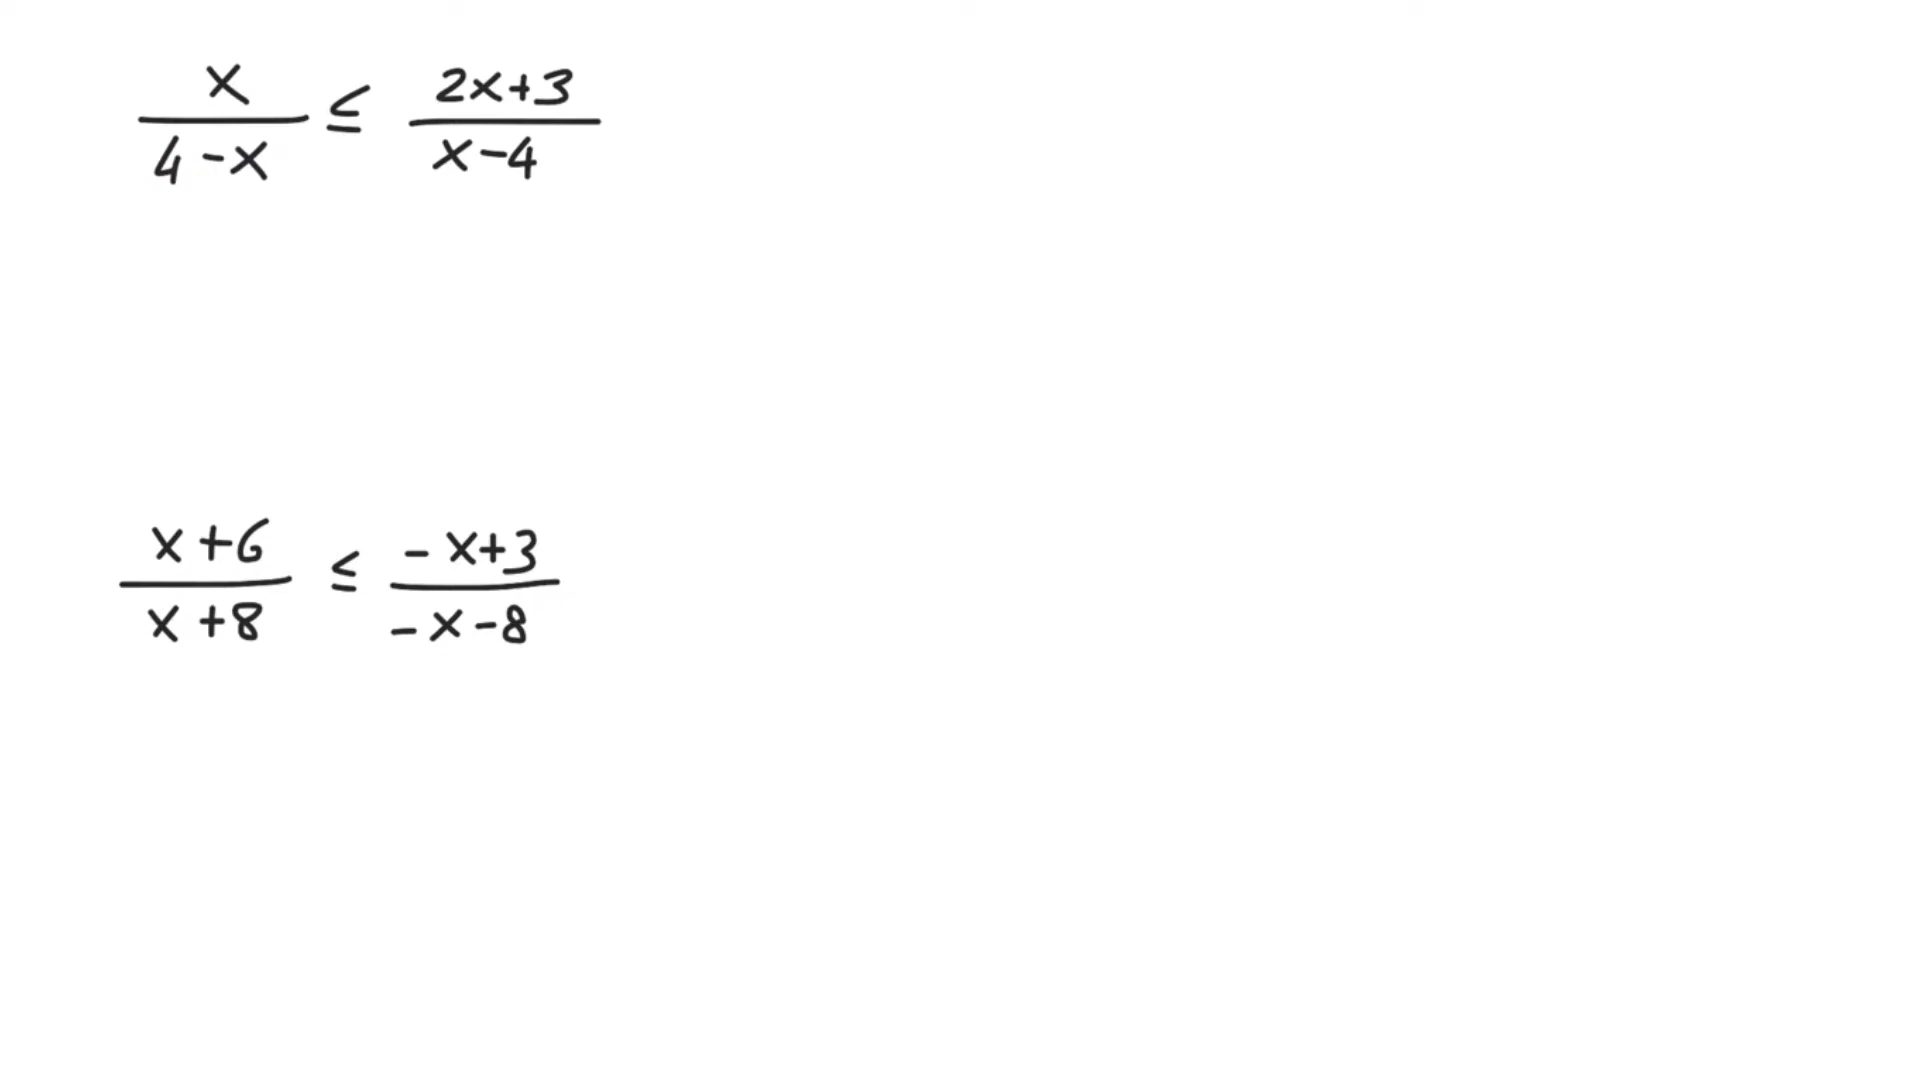 x/(4-x) ≤ (2x+3)/(x-4)
(x+6)/(x+8) ≤ (-x+3)/(-x-8)